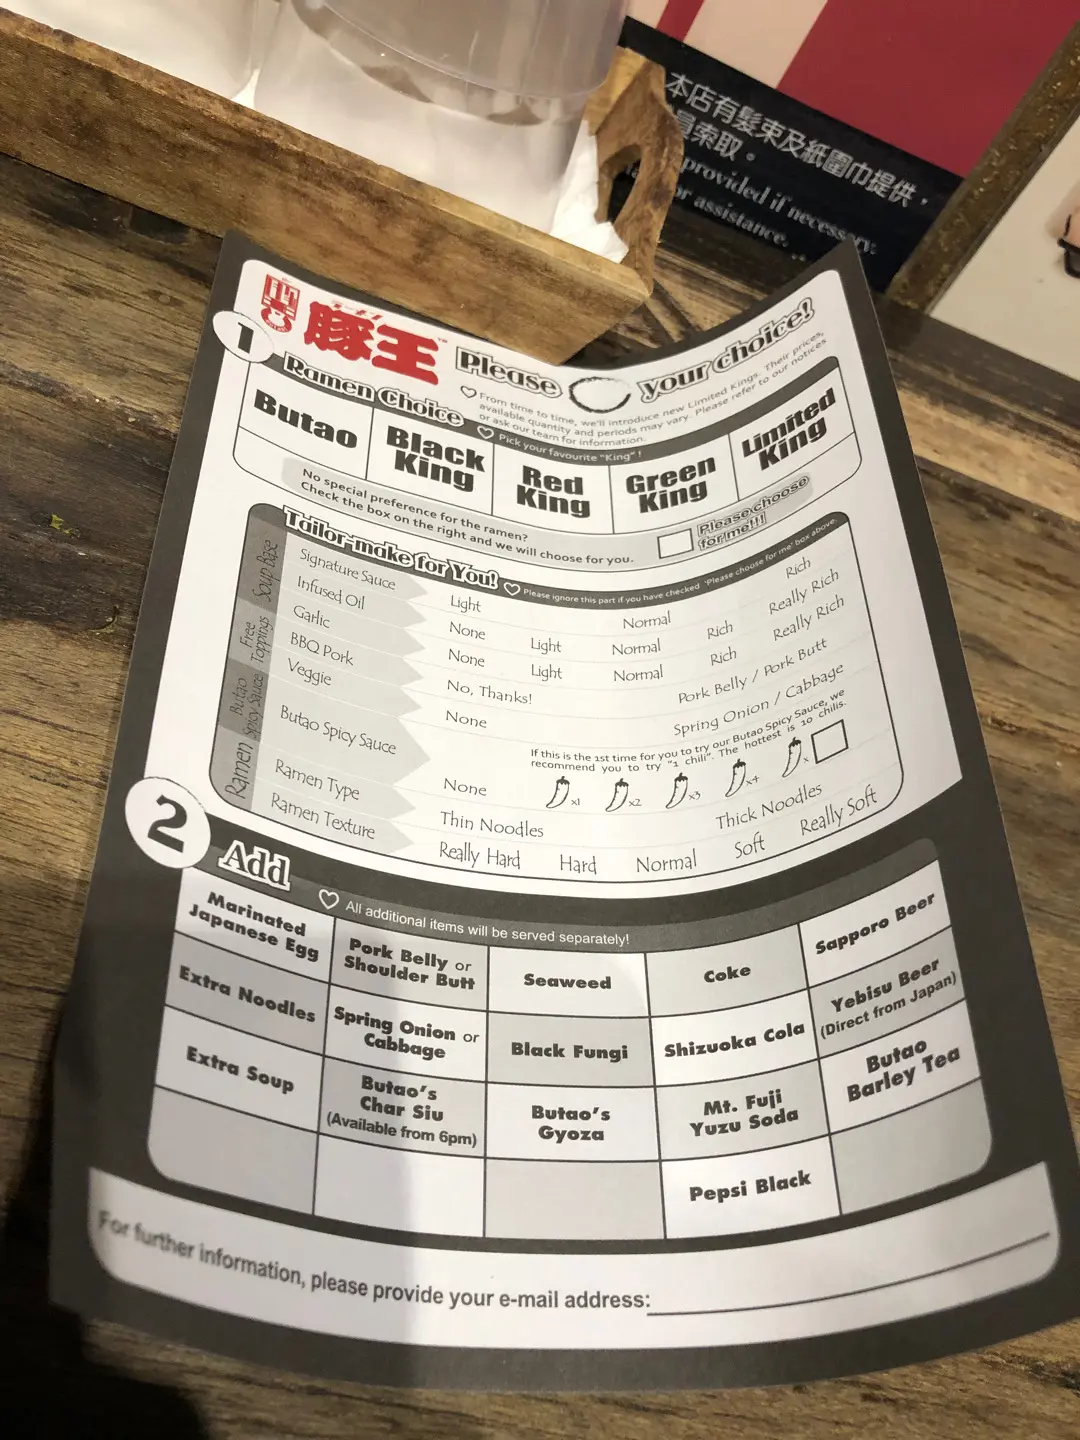 本店有髮束及紙圍巾提供，
員索取。
provided if necessary.
or assistance.
1
ラーメン
豚王
TM
Please
your choice!
From time to time, we'll introduce new Limited Kings. Their prices,
available quantity and periods may vary. Please refer to our notices
or ask our team for information.
Ramen Choice
Pick your favourite "King" !
Butao
Black
King
Red
King
Green
King
Limited
King
No special preference for the ramen?
Check the box on the right and we will choose for you.
Please choose
for me!!!
Tailor-make for You!
Please ignore this part if you have checked 'Please choose for me' box above.
Soup Base
Signature Sauce Light Normal Rich
Infused Oil None Light Normal Rich Really Rich
Free
Toppings
Garlic None Light Normal Rich Really Rich
BBQ Pork No, Thanks! Pork Belly / Pork Butt
Veggie None Spring Onion / Cabbage
Butao
Spicy Sauce
If this is the 1st time for you to try our Butao Spicy Sauce, we
recommend you to try "1 chili". The hottest is 10 chilis.
Butao Spicy Sauce None x1 x2 x3 x4 x
Ramen
Ramen Type Thin Noodles Thick Noodles
Ramen Texture Really Hard Hard Normal Soft Really Soft
2
Add
All additional items will be served separately!
Marinated
Japanese Egg
Pork Belly or
Shoulder Butt
Seaweed
Coke
Sapporo Beer
Extra Noodles
Spring Onion or
Cabbage
Black Fungi
Shizuoka Cola
Yebisu Beer
(Direct from Japan)
Extra Soup
Butao's
Char Siu
(Available from 6pm)
Butao's
Gyoza
Mt. Fuji
Yuzu Soda
Butao
Barley Tea
Pepsi Black
For further information, please provide your e-mail address: